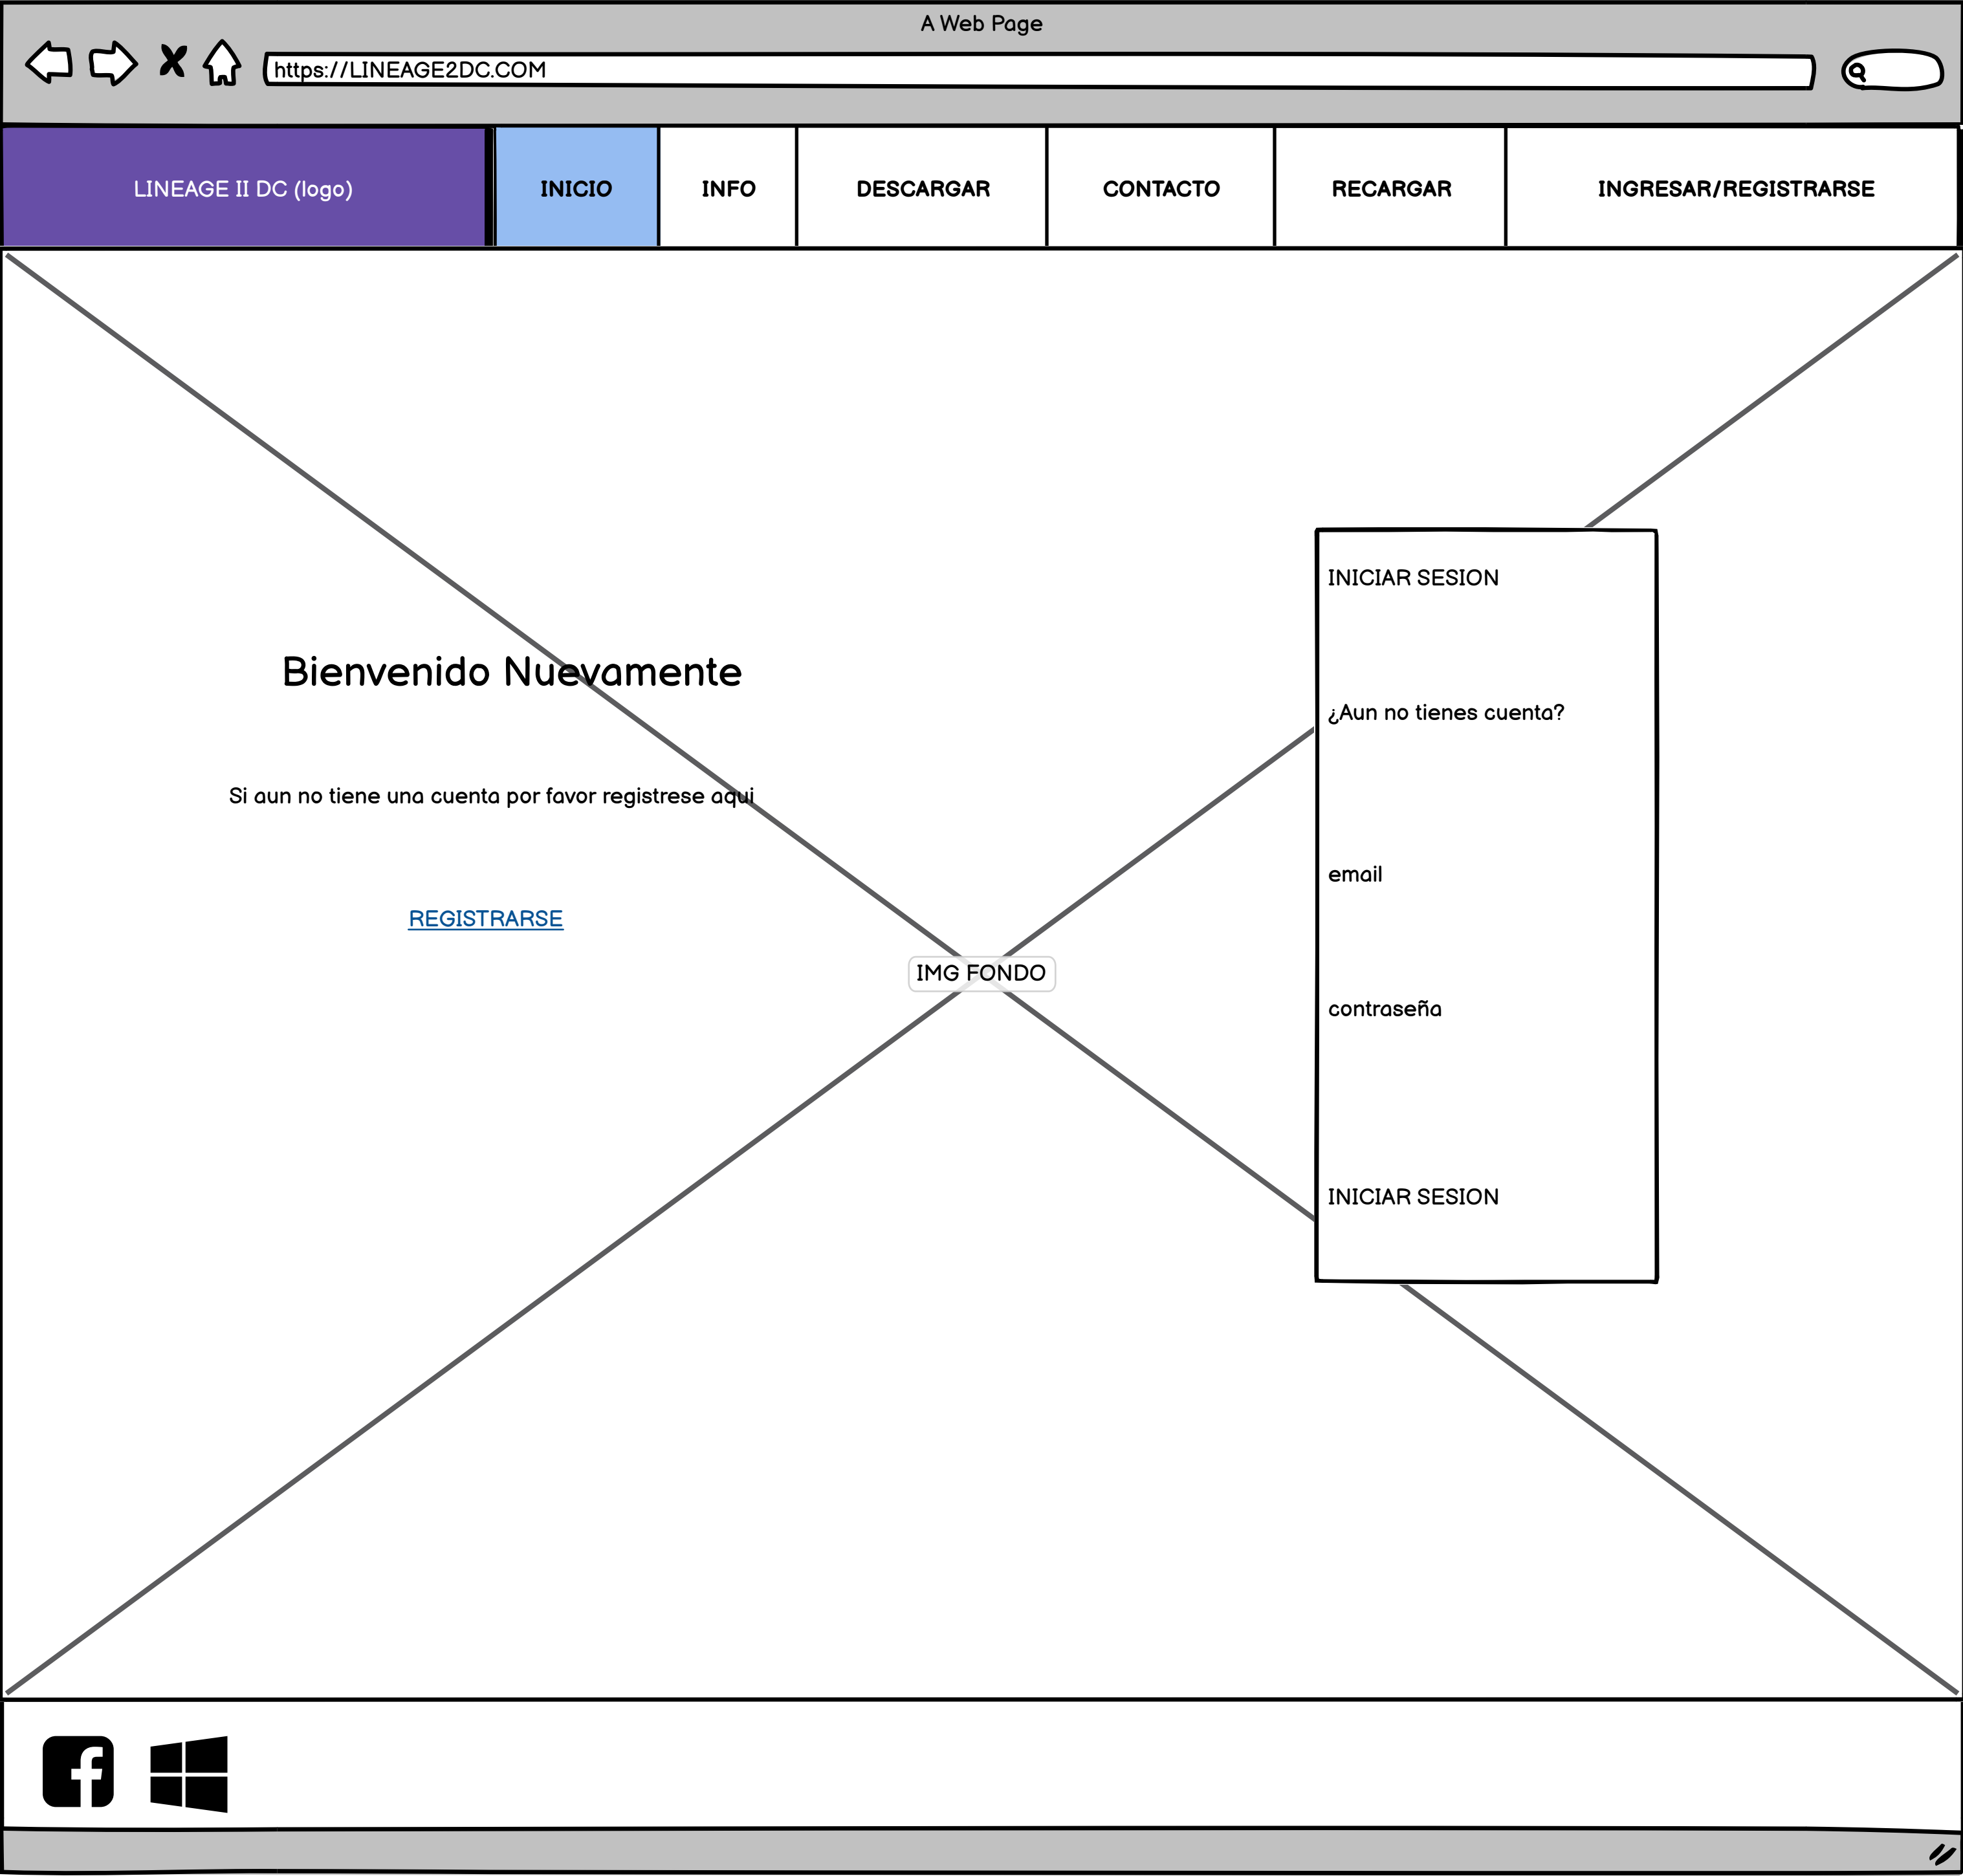 A Web Page
https://LINEAGE2DC.COM
LINEAGE II DC (logo)
INICIO
INFO
DESCARGAR
CONTACTO
RECARGAR
INGRESAR/REGISTRARSE
Bienvenido Nuevamente
Si aun no tiene una cuenta por favor registrese aqui
REGISTRARSE
IMG FONDO
INICIAR SESION
¿Aun no tienes cuenta?
email
contraseña
INICIAR SESION